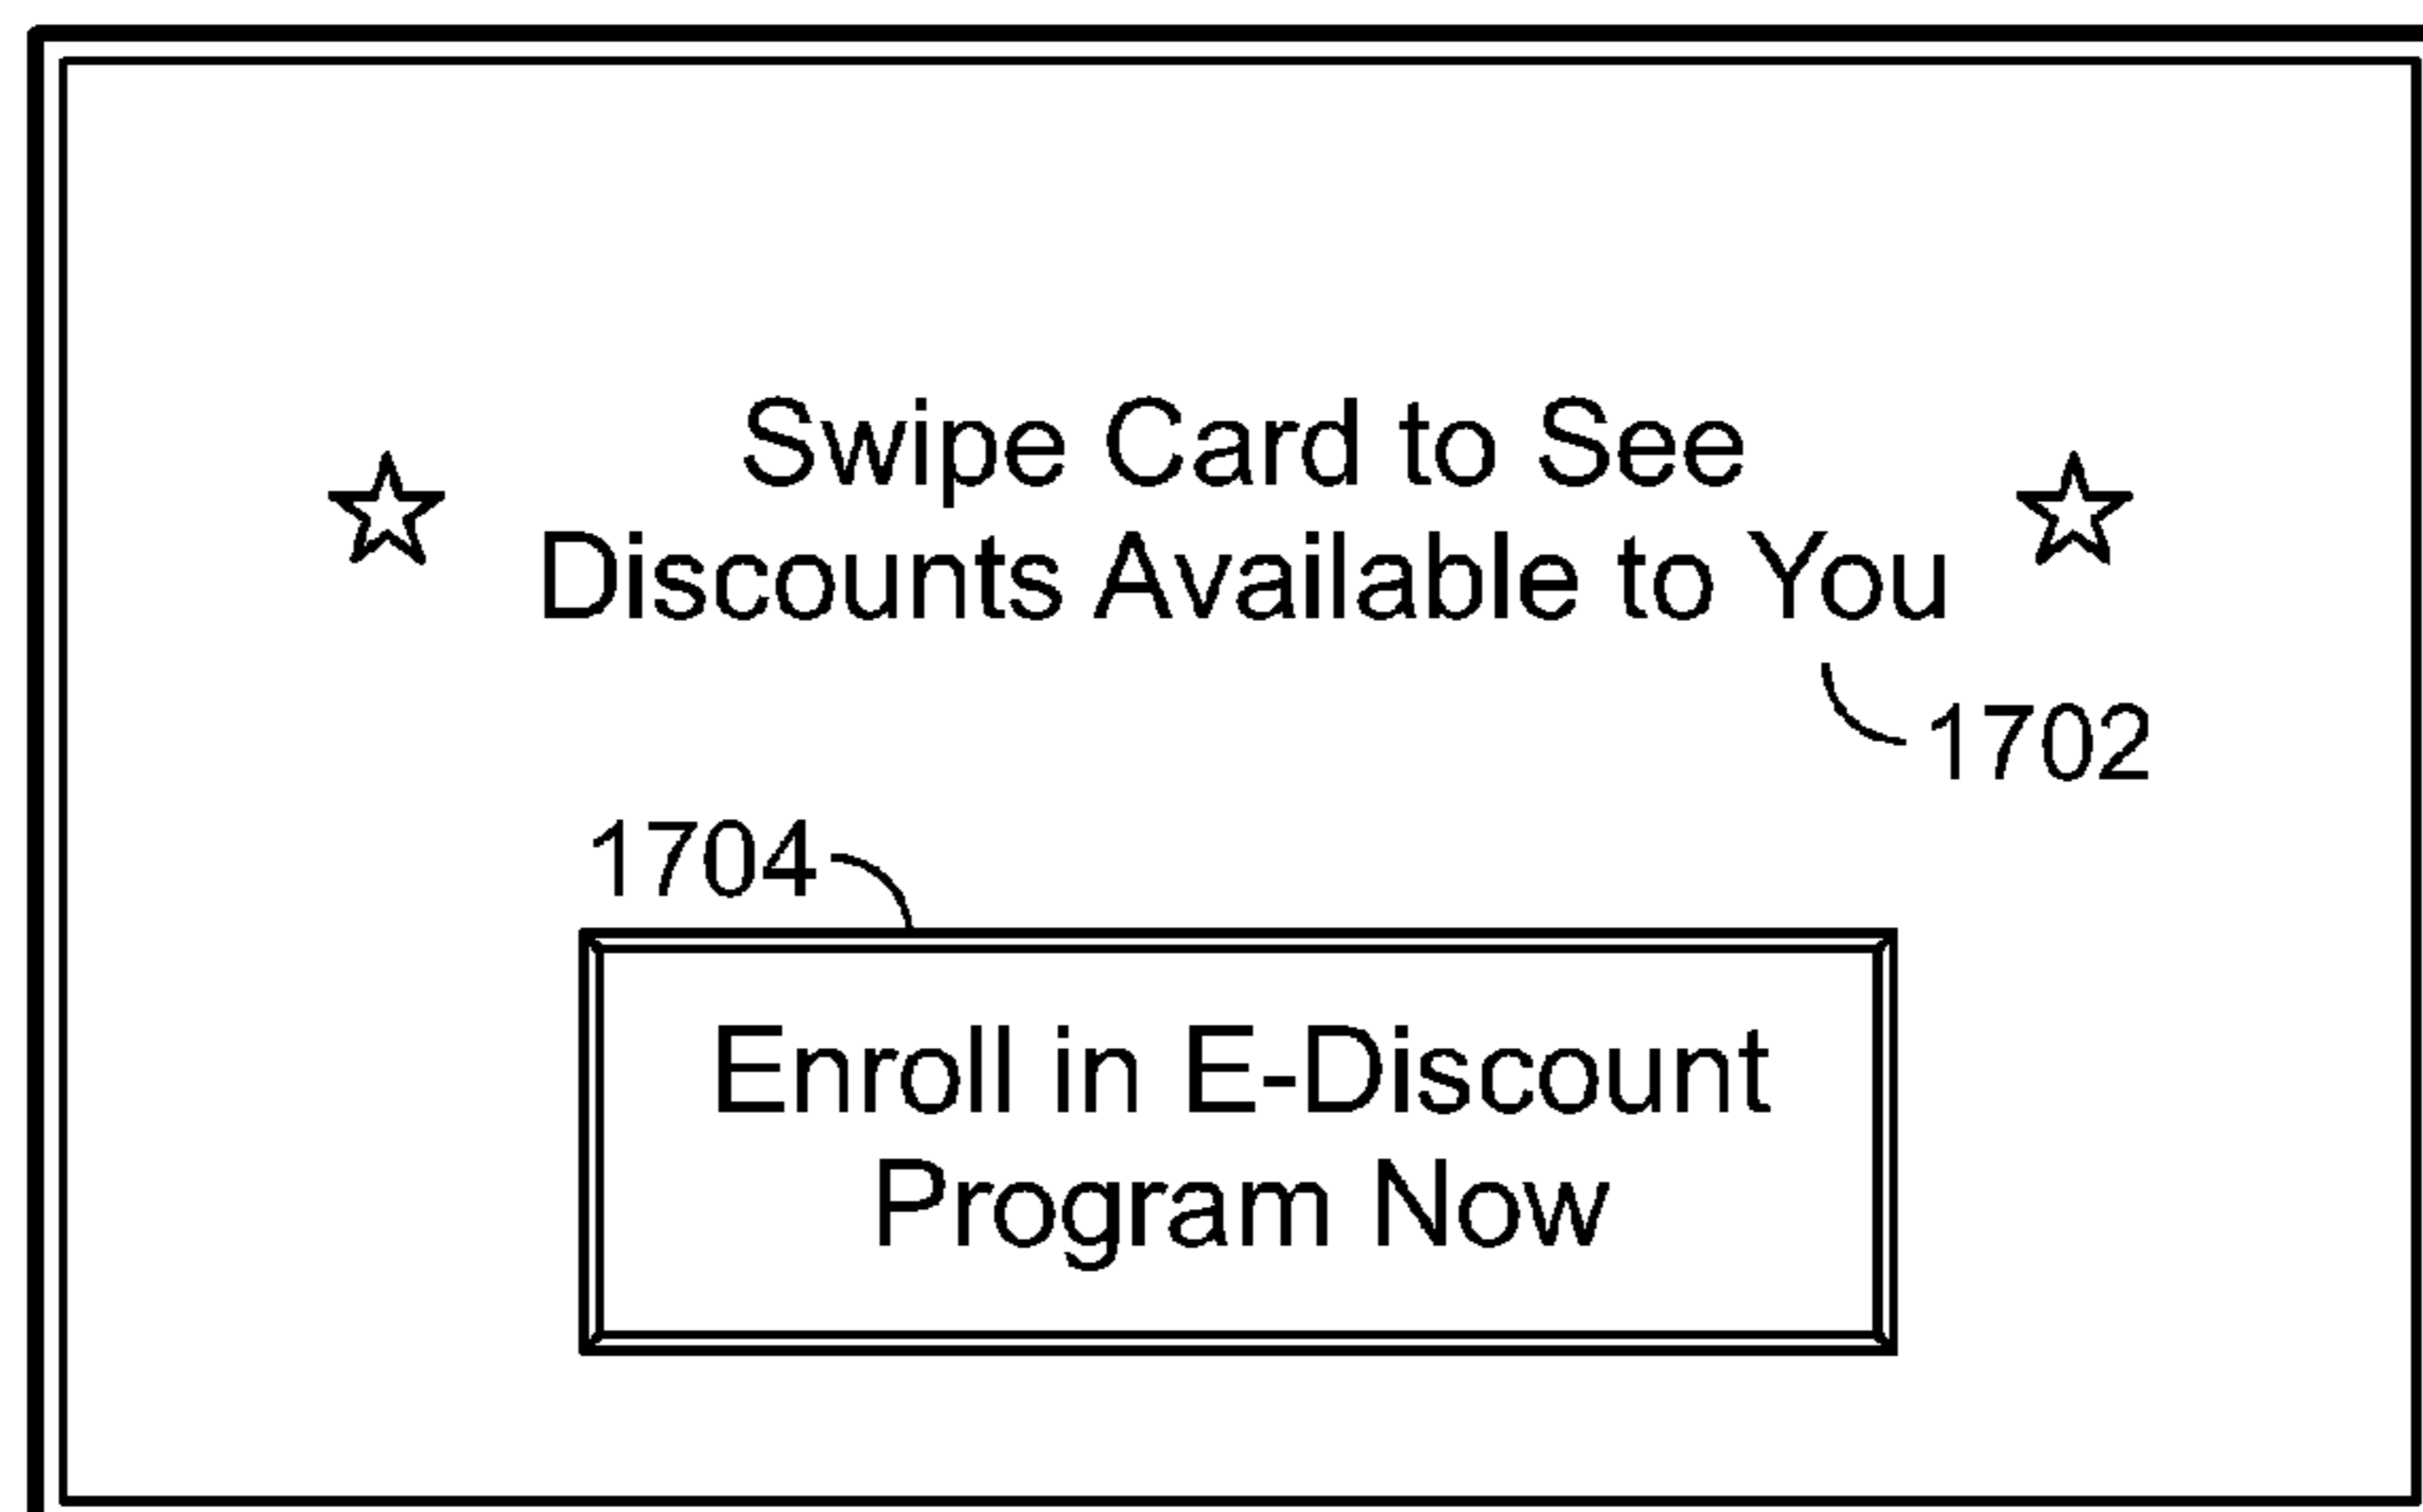 Swipe Card to See
Discounts Available to You
1702
1704
Enroll in E-Discount
Program Now